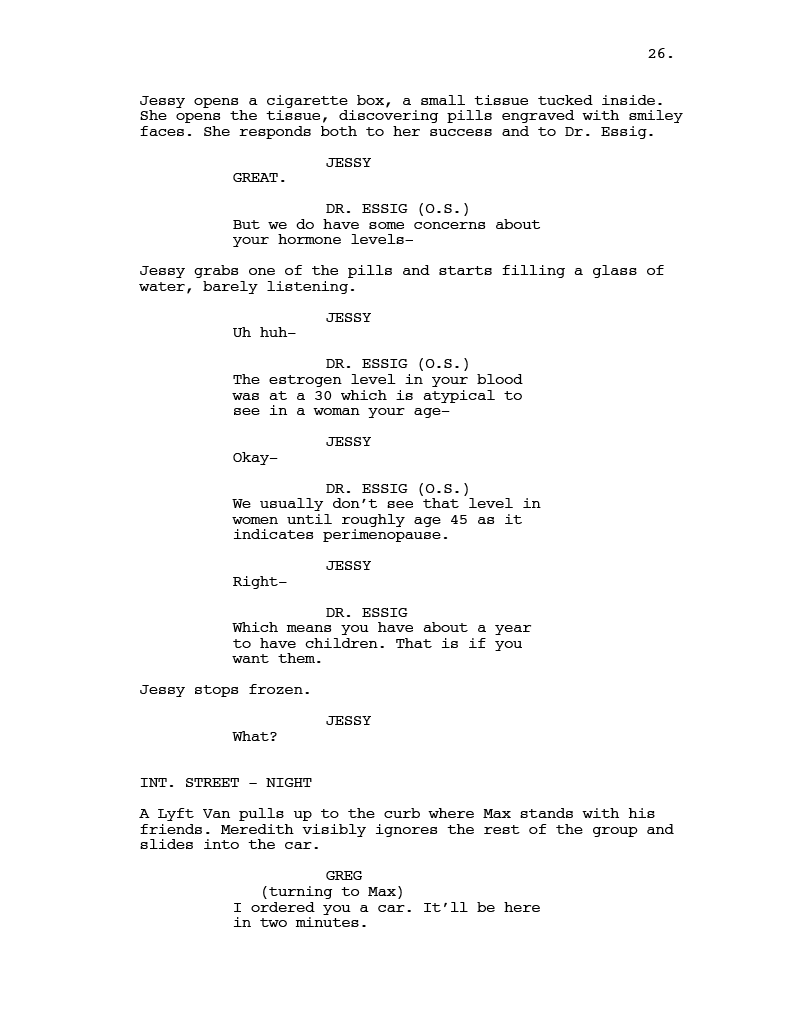 26.
Jessy opens a cigarette box, a small tissue tucked inside.
She opens the tissue, discovering pills engraved with smiley
faces. She responds both to her success and to Dr. Essig.
JESSY
GREAT.
DR. ESSIG (O.S.)
But we do have some concerns about
your hormone levels–
Jessy grabs one of the pills and starts filling a glass of
water, barely listening.
JESSY
Uh huh–
DR. ESSIG (O.S.)
The estrogen level in your blood
was at a 30 which is atypical to
see in a woman your age–
JESSY
Okay–
DR. ESSIG (O.S.)
We usually don’t see that level in
women until roughly age 45 as it
indicates perimenopause.
JESSY
Right–
DR. ESSIG
Which means you have about a year
to have children. That is if you
want them.
Jessy stops frozen.
JESSY
What?
INT. STREET – NIGHT
A Lyft Van pulls up to the curb where Max stands with his
friends. Meredith visibly ignores the rest of the group and
slides into the car.
GREG
(turning to Max)
I ordered you a car. It’ll be here
in two minutes.